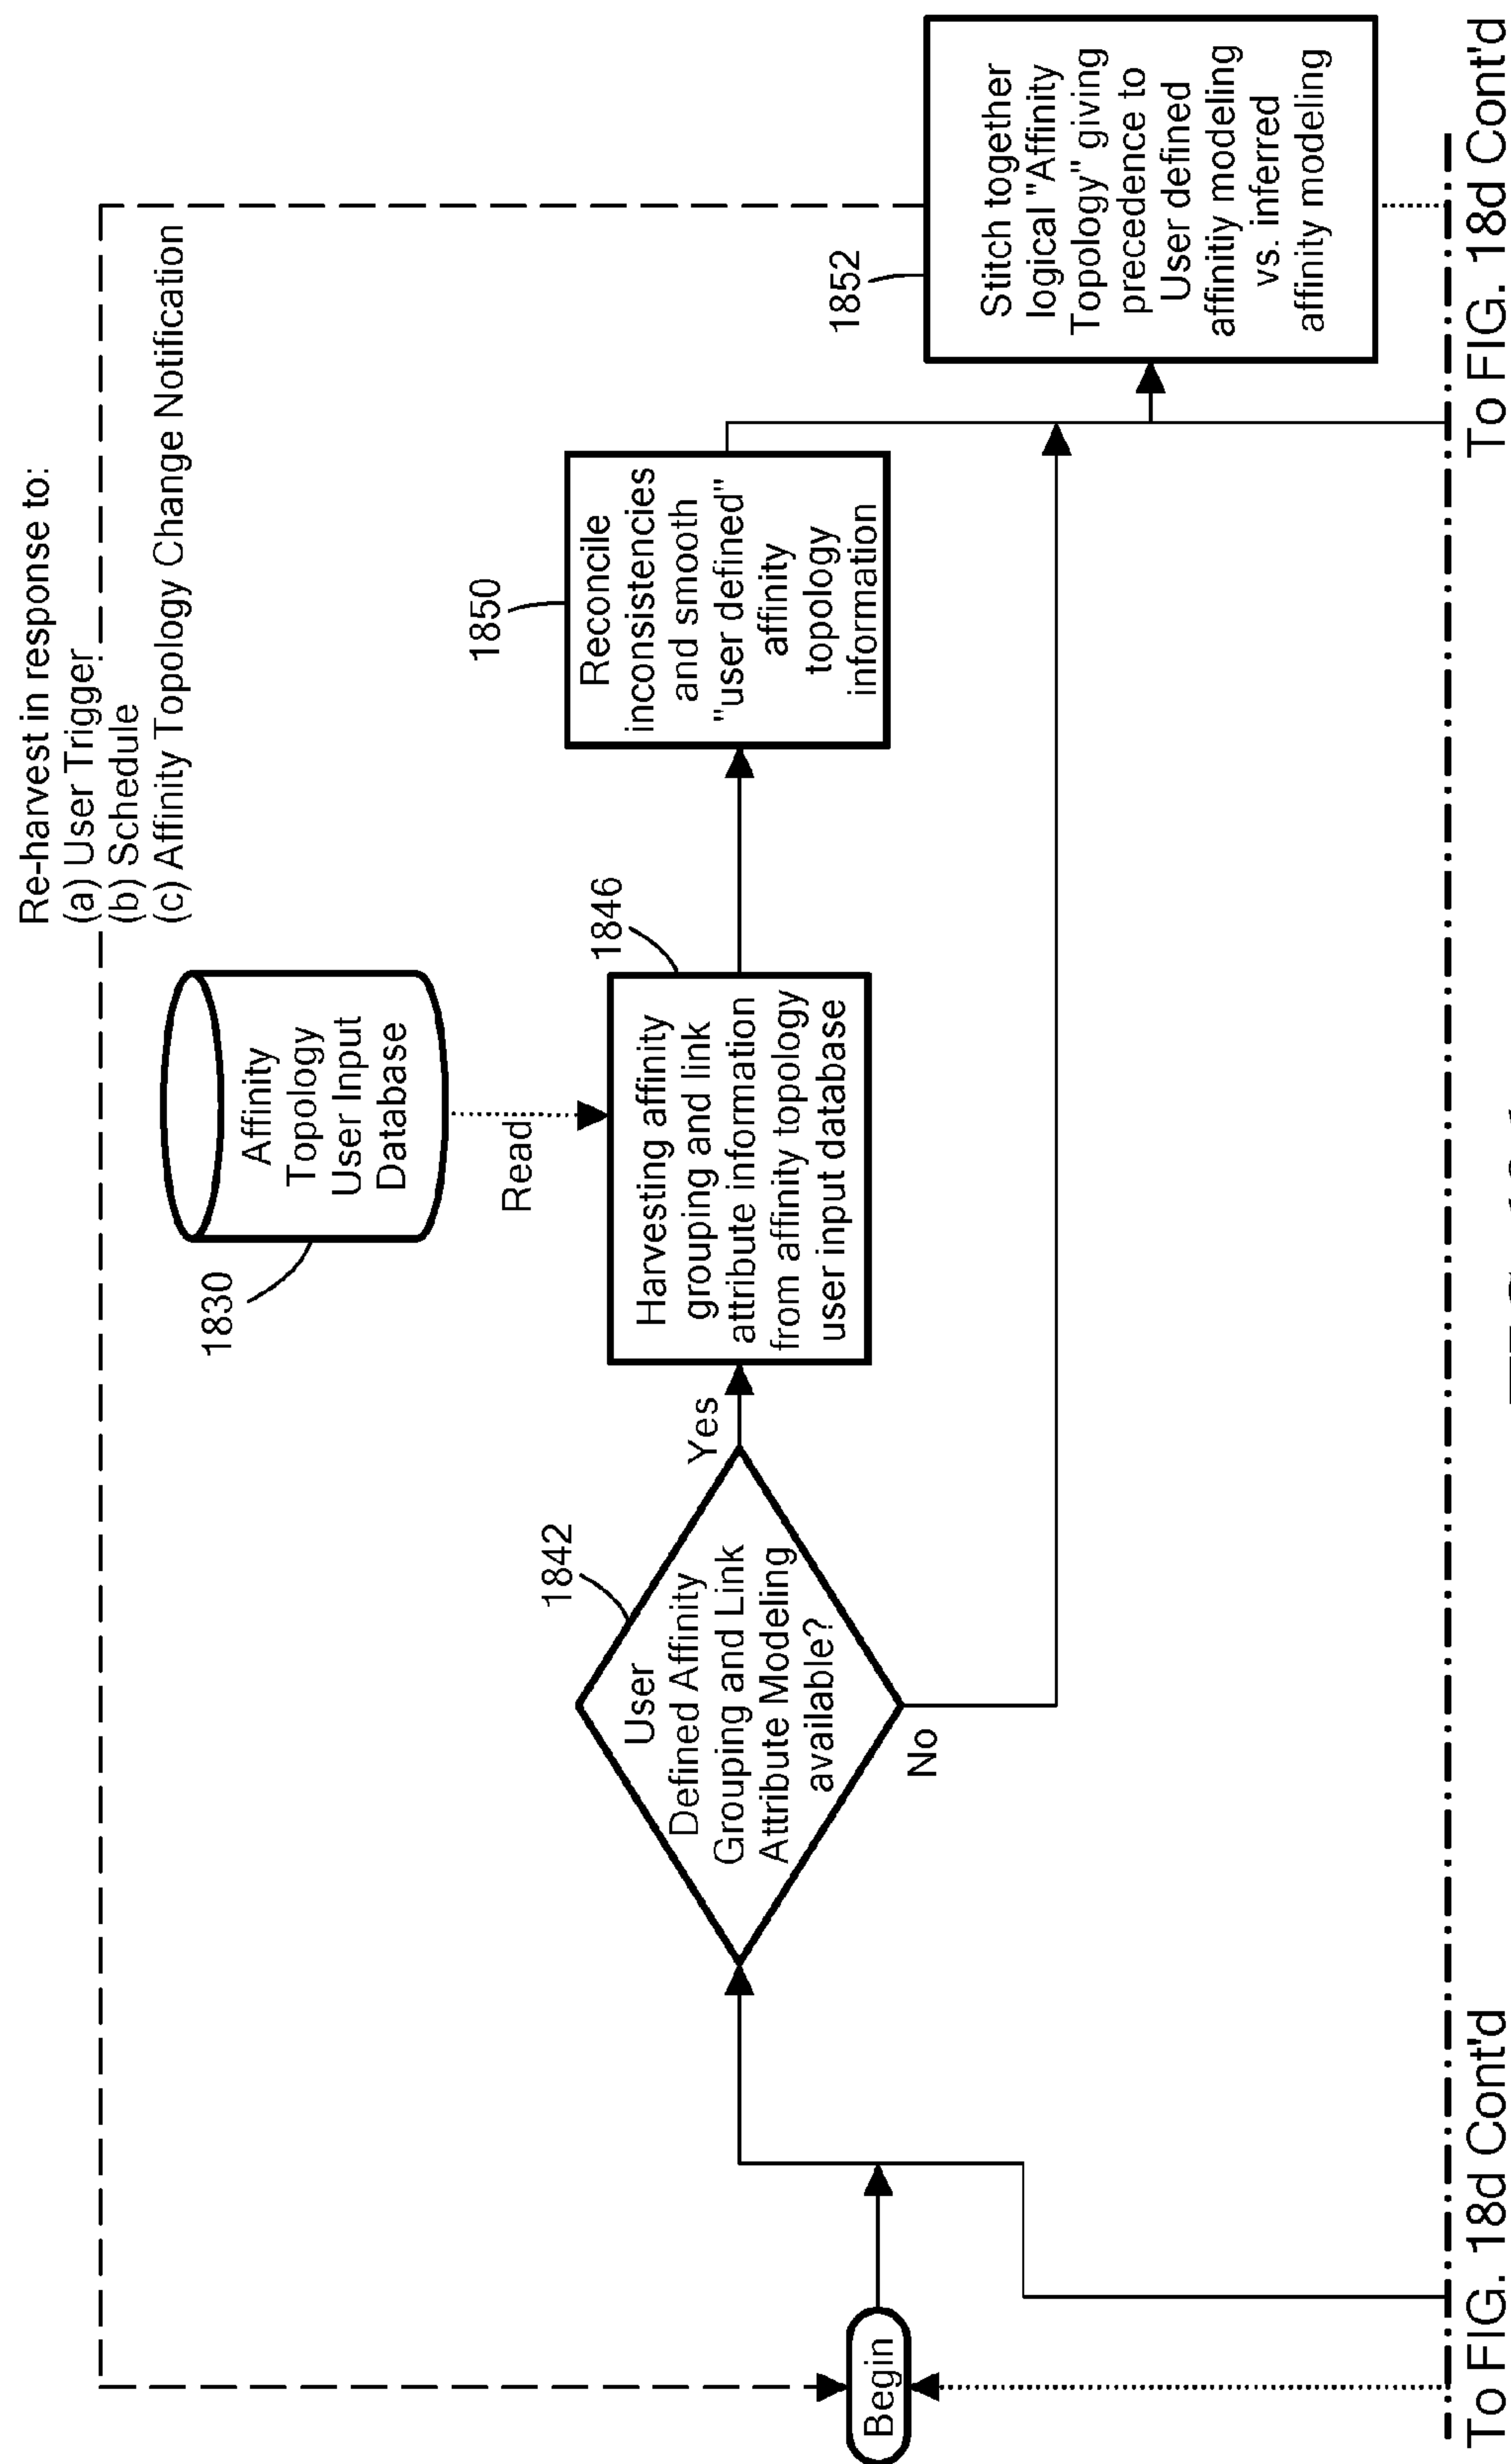 Re-harvest in response to:
(a) User Trigger
(b) Schedule
(c) Affinity Topology Change Notification
1830
Affinity
Topology
User Input
Database
Read
Begin
1842
User
Defined Affinity
Grouping and Link
Attribute Modeling
available?
Yes
No
1846
Harvesting affinity
grouping and link
attribute information
from affinity topology
user input database
1850
Reconcile
inconsistencies
and smooth
"user defined"
affinity
topology
information
1852
Stitch together
logical "Affinity
Topology" giving
precedence to
User defined
affinitiy modeling
vs. inferred
affinity modeling
To FIG. 18d Cont'd
To FIG. 18d Cont'd